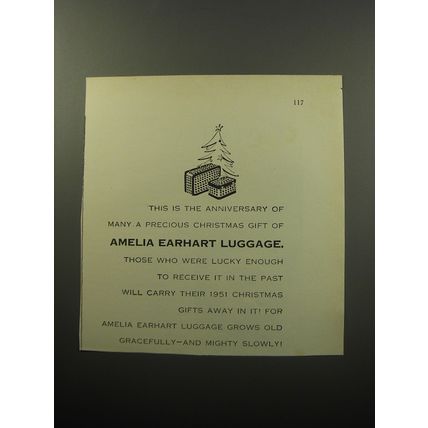 117
THIS IS THE ANNIVERSARY OF
MANY A PRECIOUS CHRISTMAS GIFT OF
AMELIA EARHART LUGGAGE.
THOSE WHO WERE LUCKY ENOUGH
TO RECEIVE IT IN THE PAST
WILL CARRY THEIR 1951 CHRISTMAS
GIFTS AWAY IN IT! FOR
AMELIA EARHART LUGGAGE GROWS OLD
GRACEFULLY—AND MIGHTY SLOWLY!